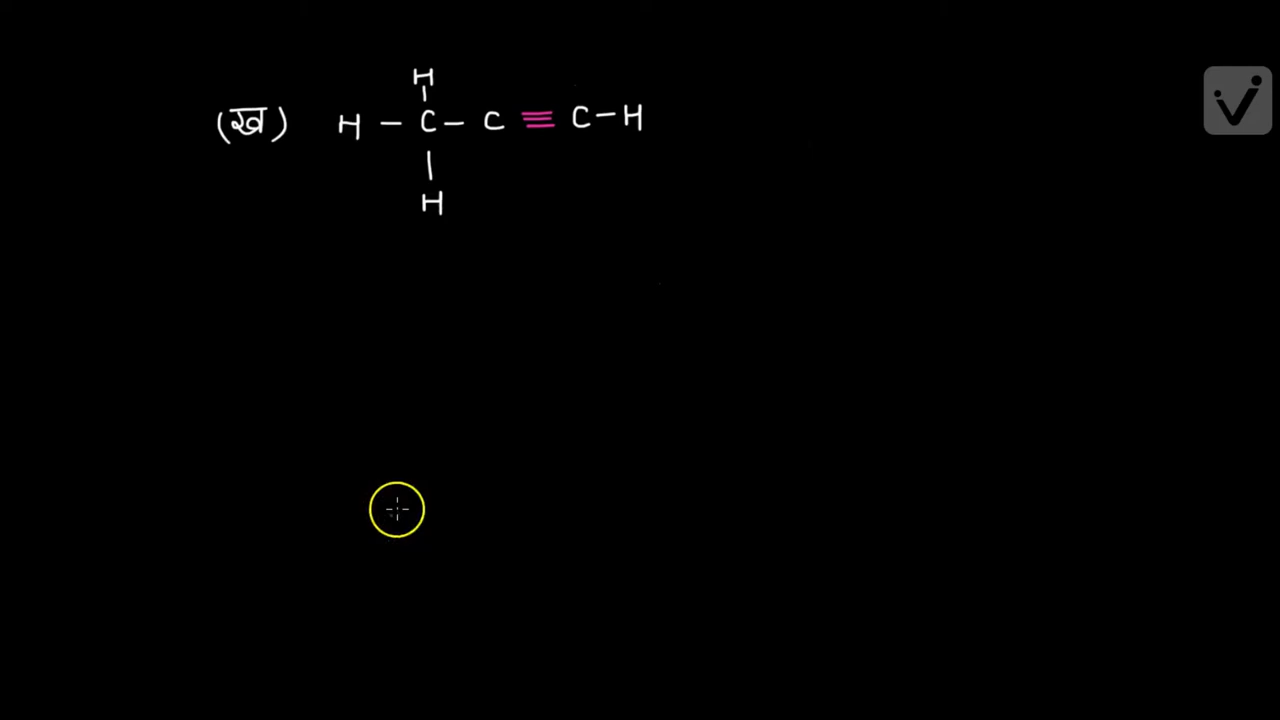 H
(ख) H – C – C ≡ C – H
H